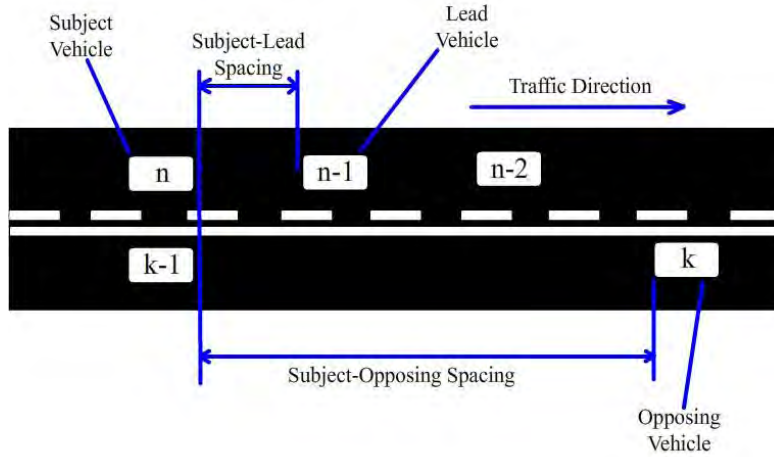 Subject
Vehicle
Subject-Lead
Spacing
Lead
Vehicle
Traffic Direction
n
n-1
n-2
k-1
k
Subject-Opposing Spacing
Opposing
Vehicle